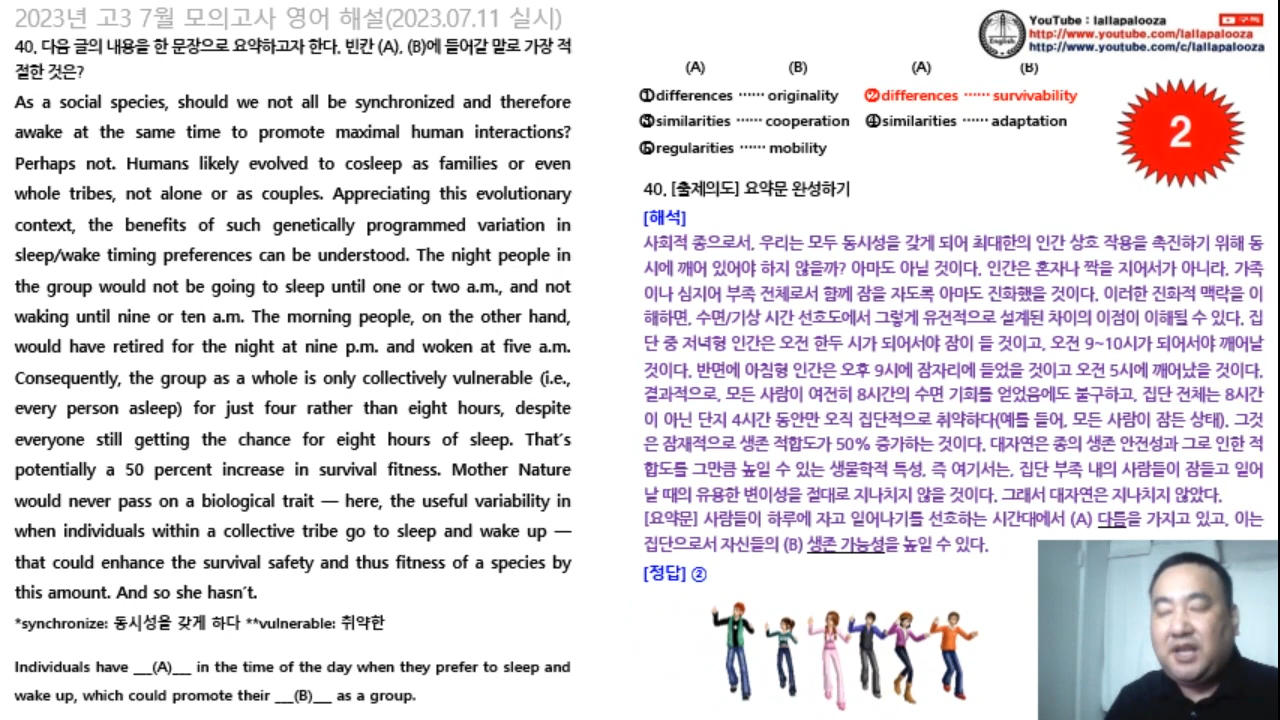 2023년 고3 7월 모의고사 영어 해설(2023.07.11 실시)
40. 다음 글의 내용을 한 문장으로 요약하고자 한다. 빈칸 (A), (B)에 들어갈 말로 가장 적
절한 것은?
As a social species, should we not all be synchronized and therefore
awake at the same time to promote maximal human interactions?
Perhaps not. Humans likely evolved to cosleep as families or even
whole tribes, not alone or as couples. Appreciating this evolutionary
context, the benefits of such genetically programmed variation in
sleep/wake timing preferences can be understood. The night people in
the group would not be going to sleep until one or two a.m., and not
waking until nine or ten a.m. The morning people, on the other hand,
would have retired for the night at nine p.m. and woken at five a.m.
Consequently, the group as a whole is only collectively vulnerable (i.e.,
every person asleep) for just four rather than eight hours, despite
everyone still getting the chance for eight hours of sleep. That's
potentially a 50 percent increase in survival fitness. Mother Nature
would never pass on a biological trait — here, the useful variability in
when individuals within a collective tribe go to sleep and wake up —
that could enhance the survival safety and thus fitness of a species by
this amount. And so she hasn't.
*synchronize: 동시성을 갖게 하다 **vulnerable: 취약한
Individuals have __(A)__ in the time of the day when they prefer to sleep and
wake up, which could promote their __(B)__ as a group.
YouTube : lallapalooza
구독
http://www.youtube.com/lallapalooza
http://www.youtube.com/c/lallapalooza
English
(A) (B) (A) (B)
①differences ······ originality ②differences ······ survivability
③similarities ······ cooperation ④similarities ······ adaptation
⑤regularities ······ mobility
2
40. [출제의도] 요약문 완성하기
[해석]
사회적 종으로서, 우리는 모두 동시성을 갖게 되어 최대한의 인간 상호 작용을 촉진하기 위해 동
시에 깨어 있어야 하지 않을까? 아마도 아닐 것이다. 인간은 혼자나 짝을 지어서가 아니라, 가족
이나 심지어 부족 전체로서 함께 잠을 자도록 아마도 진화했을 것이다. 이러한 진화적 맥락을 이
해하면, 수면/기상 시간 선호도에서 그렇게 유전적으로 설계된 차이의 이점이 이해될 수 있다. 집
단 중 저녁형 인간은 오전 한두 시가 되어서야 잠이 들 것이고, 오전 9~10시가 되어서야 깨어날
것이다. 반면에 아침형 인간은 오후 9시에 잠자리에 들었을 것이고 오전 5시에 깨어났을 것이다.
결과적으로, 모든 사람이 여전히 8시간의 수면 기회를 얻었음에도 불구하고, 집단 전체는 8시간
이 아닌 단지 4시간 동안만 오직 집단적으로 취약하다(예를 들어, 모든 사람이 잠든 상태). 그것
은 잠재적으로 생존 적합도가 50% 증가하는 것이다. 대자연은 종의 생존 안전성과 그로 인한 적
합도를 그만큼 높일 수 있는 생물학적 특성, 즉 여기서는, 집단 부족 내의 사람들이 잠들고 일어
날 때의 유용한 변이성을 절대로 지나치지 않을 것이다. 그래서 대자연은 지나치지 않았다.
[요약문] 사람들이 하루에 자고 일어나기를 선호하는 시간대에서 (A) 다름을 가지고 있고, 이는
집단으로서 자신들의 (B) 생존 가능성을 높일 수 있다.
[정답] ②